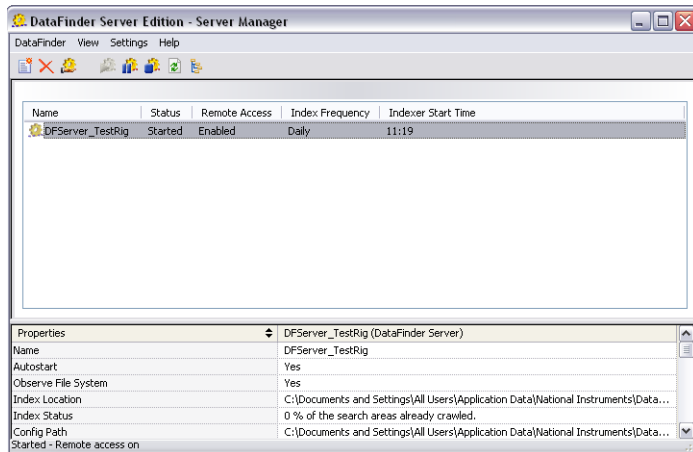 DataFinder Server Edition - Server Manager
DataFinder View Settings Help
Name Status Remote Access Index Frequency Indexer Start Time
DFServer_TestRig Started Enabled Daily 11:19
Properties DFServer_TestRig (DataFinder Server)
Name DFServer_TestRig
Autostart Yes
Observe File System Yes
Index Location C:\Documents and Settings\All Users\Application Data\National Instruments\Data...
Index Status 0 % of the search areas already crawled.
Config Path C:\Documents and Settings\All Users\Application Data\National Instruments\Data...
Started - Remote access on